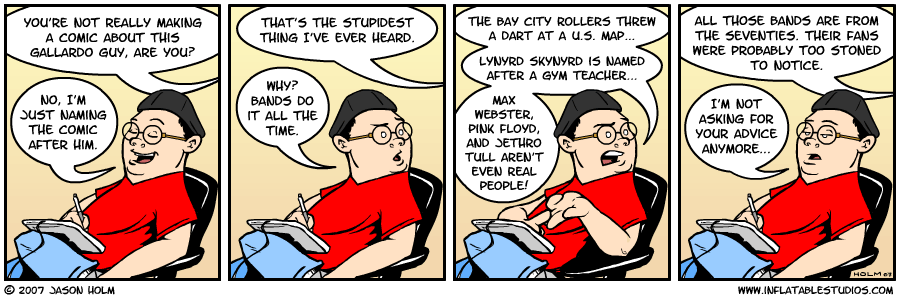 YOU'RE NOT REALLY MAKING
A COMIC ABOUT THIS
GALLARDO GUY, ARE YOU?
NO, I'M
JUST NAMING
THE COMIC
AFTER HIM.
THAT'S THE STUPIDEST
THING I'VE EVER HEARD.
WHY?
BANDS DO
IT ALL THE
TIME.
THE BAY CITY ROLLERS THREW
A DART AT A U.S. MAP...
LYNYRD SKYNYRD IS NAMED
AFTER A GYM TEACHER...
MAX
WEBSTER,
PINK FLOYD,
AND JETHRO
TULL AREN'T
EVEN REAL
PEOPLE!
ALL THOSE BANDS ARE FROM
THE SEVENTIES. THEIR FANS
WERE PROBABLY TOO STONED
TO NOTICE.
I'M NOT
ASKING FOR
YOUR ADVICE
ANYMORE...
HOLM 07
© 2007 JASON HOLM
WWW.INFLATABLESTUDIOS.COM